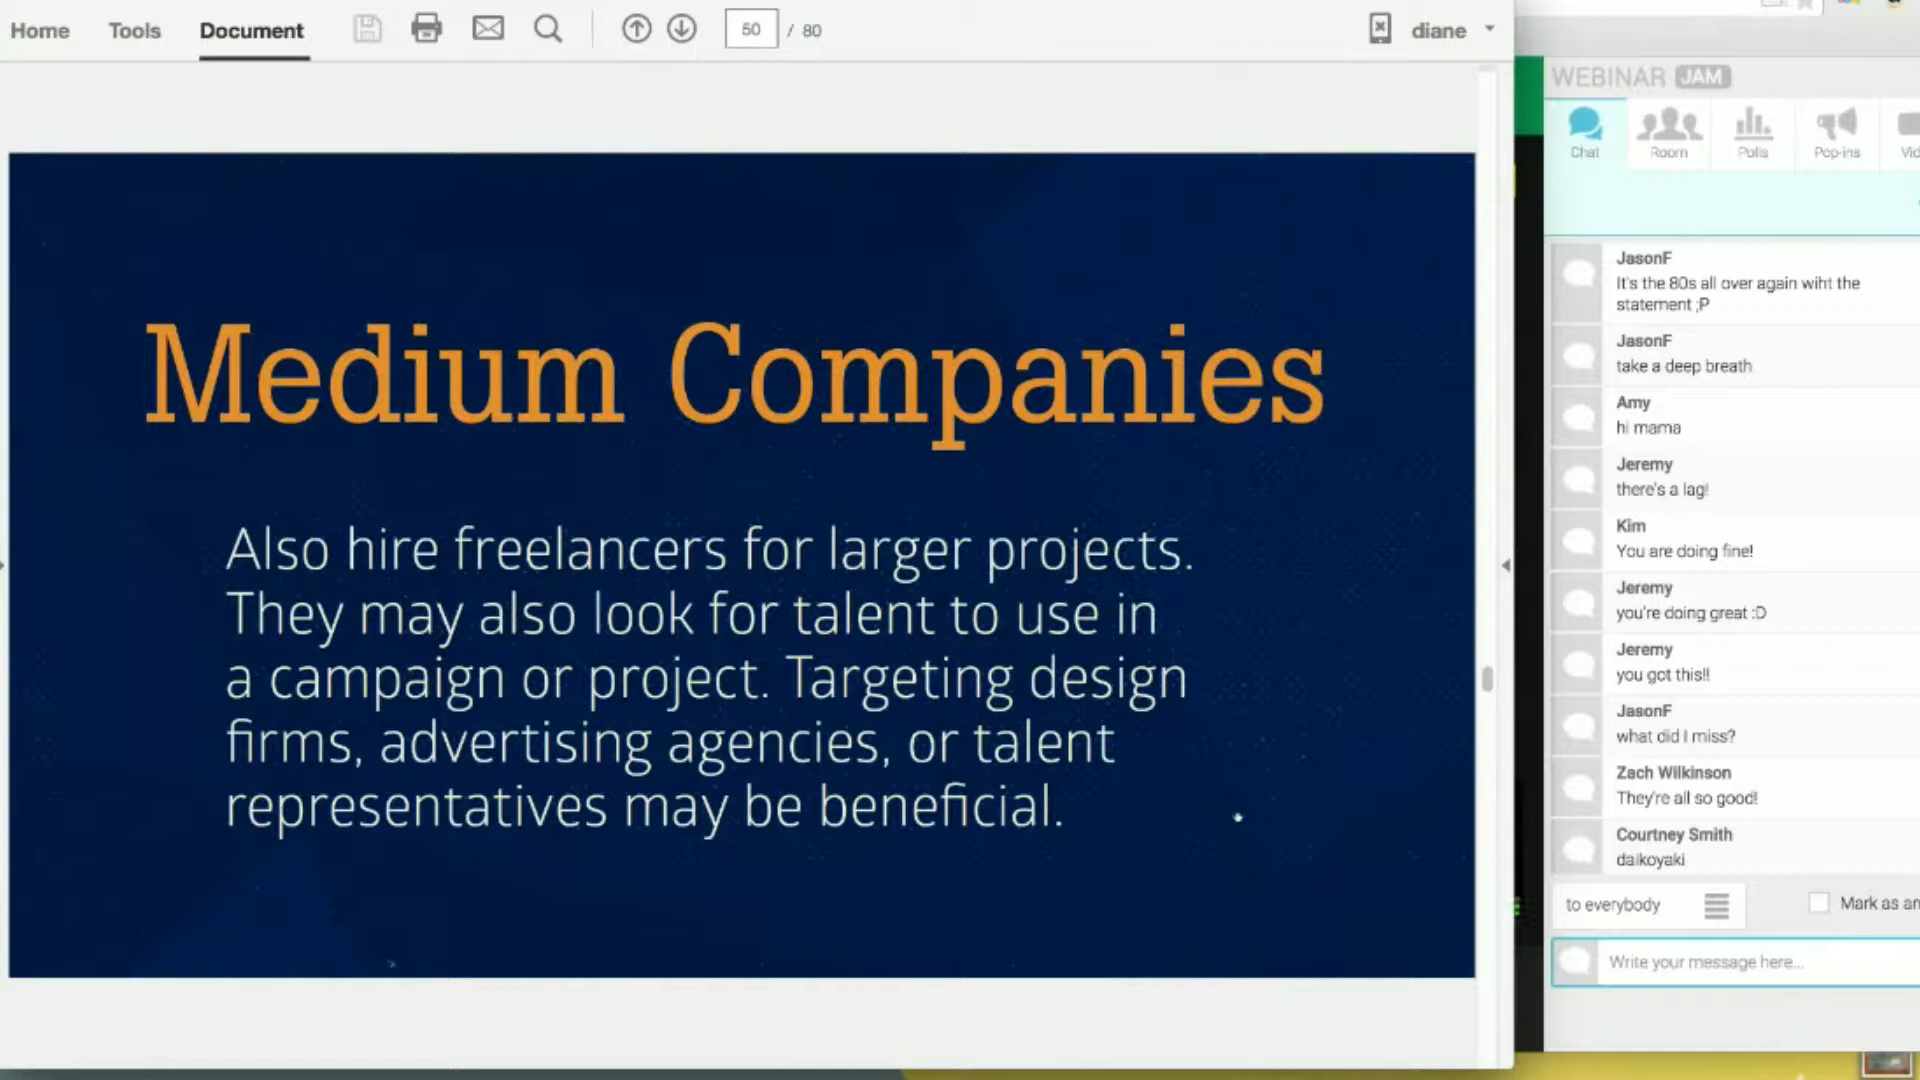 Home Tools Document 50 / 80 diane
Medium Companies
Also hire freelancers for larger projects.
They may also look for talent to use in
a campaign or project. Targeting design
firms, advertising agencies, or talent
representatives may be beneficial.
WEBINAR JAM
Chat Room Polls Pop-ins Vid
JasonF
It's the 80s all over again wiht the
statement ;P
JasonF
take a deep breath
Amy
hi mama
Jeremy
there's a lag!
Kim
You are doing fine!
Jeremy
you're doing great :D
Jeremy
you got this!!
JasonF
what did I miss?
Zach Wilkinson
They're all so good!
Courtney Smith
daikoyaki
to everybody Mark as an
Write your message here...